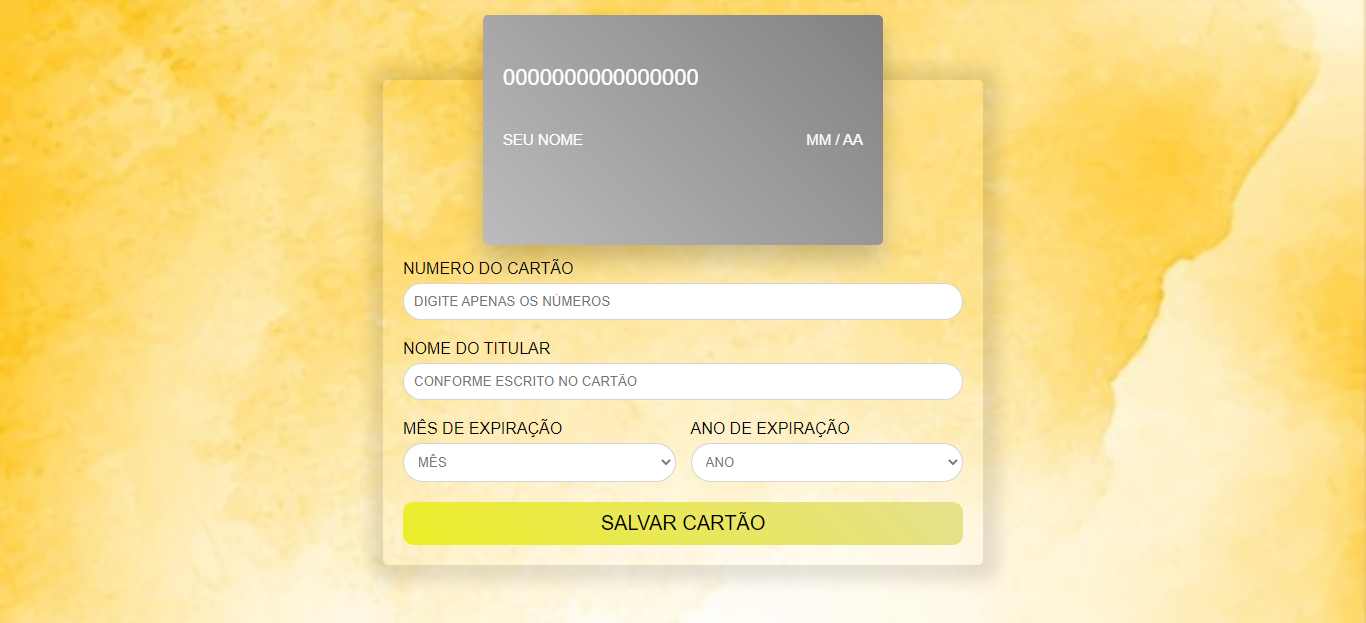 0000000000000000
SEU NOME MM / AA
NUMERO DO CARTÃO
DIGITE APENAS OS NÚMEROS
NOME DO TITULAR
CONFORME ESCRITO NO CARTÃO
MÊS DE EXPIRAÇÃO ANO DE EXPIRAÇÃO
MÊS ANO
SALVAR CARTÃO